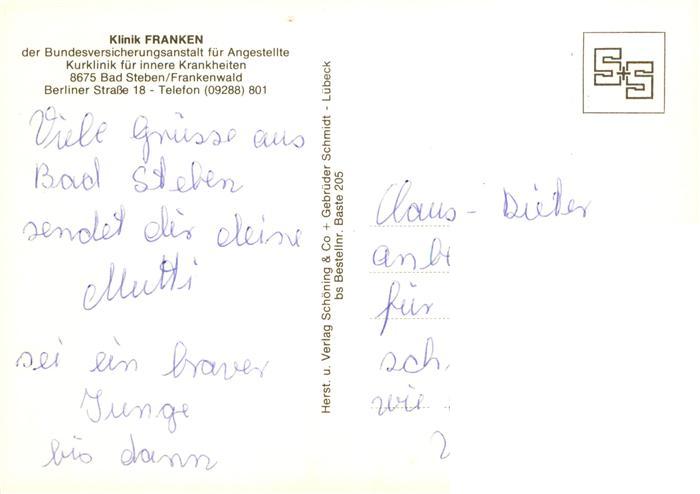 Klinik FRANKEN
der Bundesversicherungsanstalt für Angestellte
Kurklinik für innere Krankheiten
8675 Bad Steben/Frankenwald
Berliner Straße 18 - Telefon (09288) 801
Viele Grüsse aus
Bad Steben
sendet dir deine
Mutti
sei ein braver
Junge
bis dann
Herst. u. Verlag Schöning & Co + Gebrüder Schmidt - Lübeck
bs Bestellnr. Baste 205
S+S
Claus - Dieter
für
sch
wie